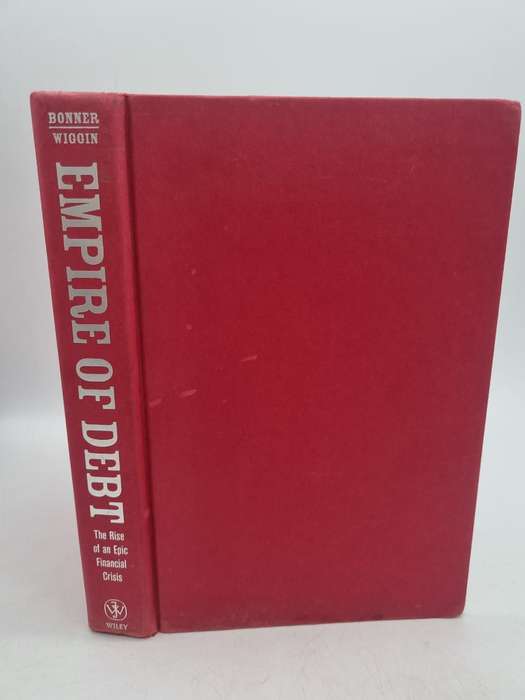 BONNER
WIGGIN
EMPIRE OF DEBT
The Rise
of an Epic
Financial
Crisis
WILEY